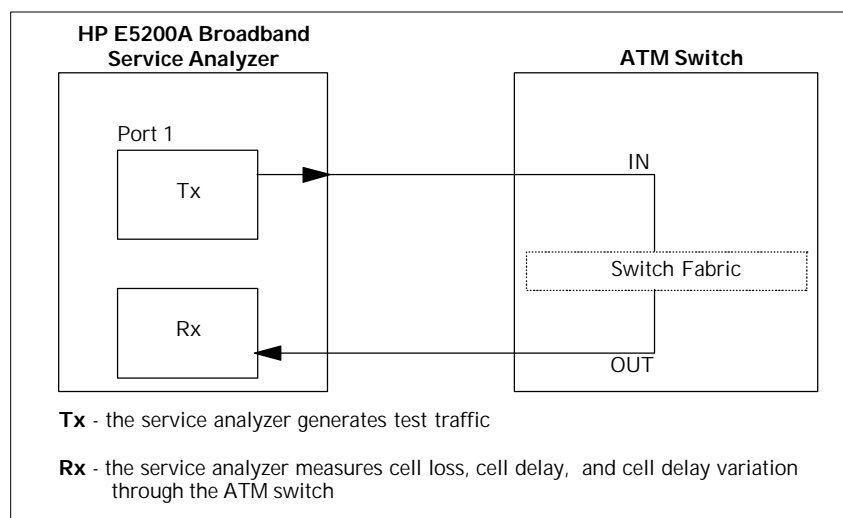 HP E5200A Broadband
Service Analyzer
ATM Switch
Port 1
Tx
IN
Switch Fabric
Rx
OUT
Tx - the service analyzer generates test traffic
Rx - the service analyzer measures cell loss, cell delay, and cell delay variation
through the ATM switch